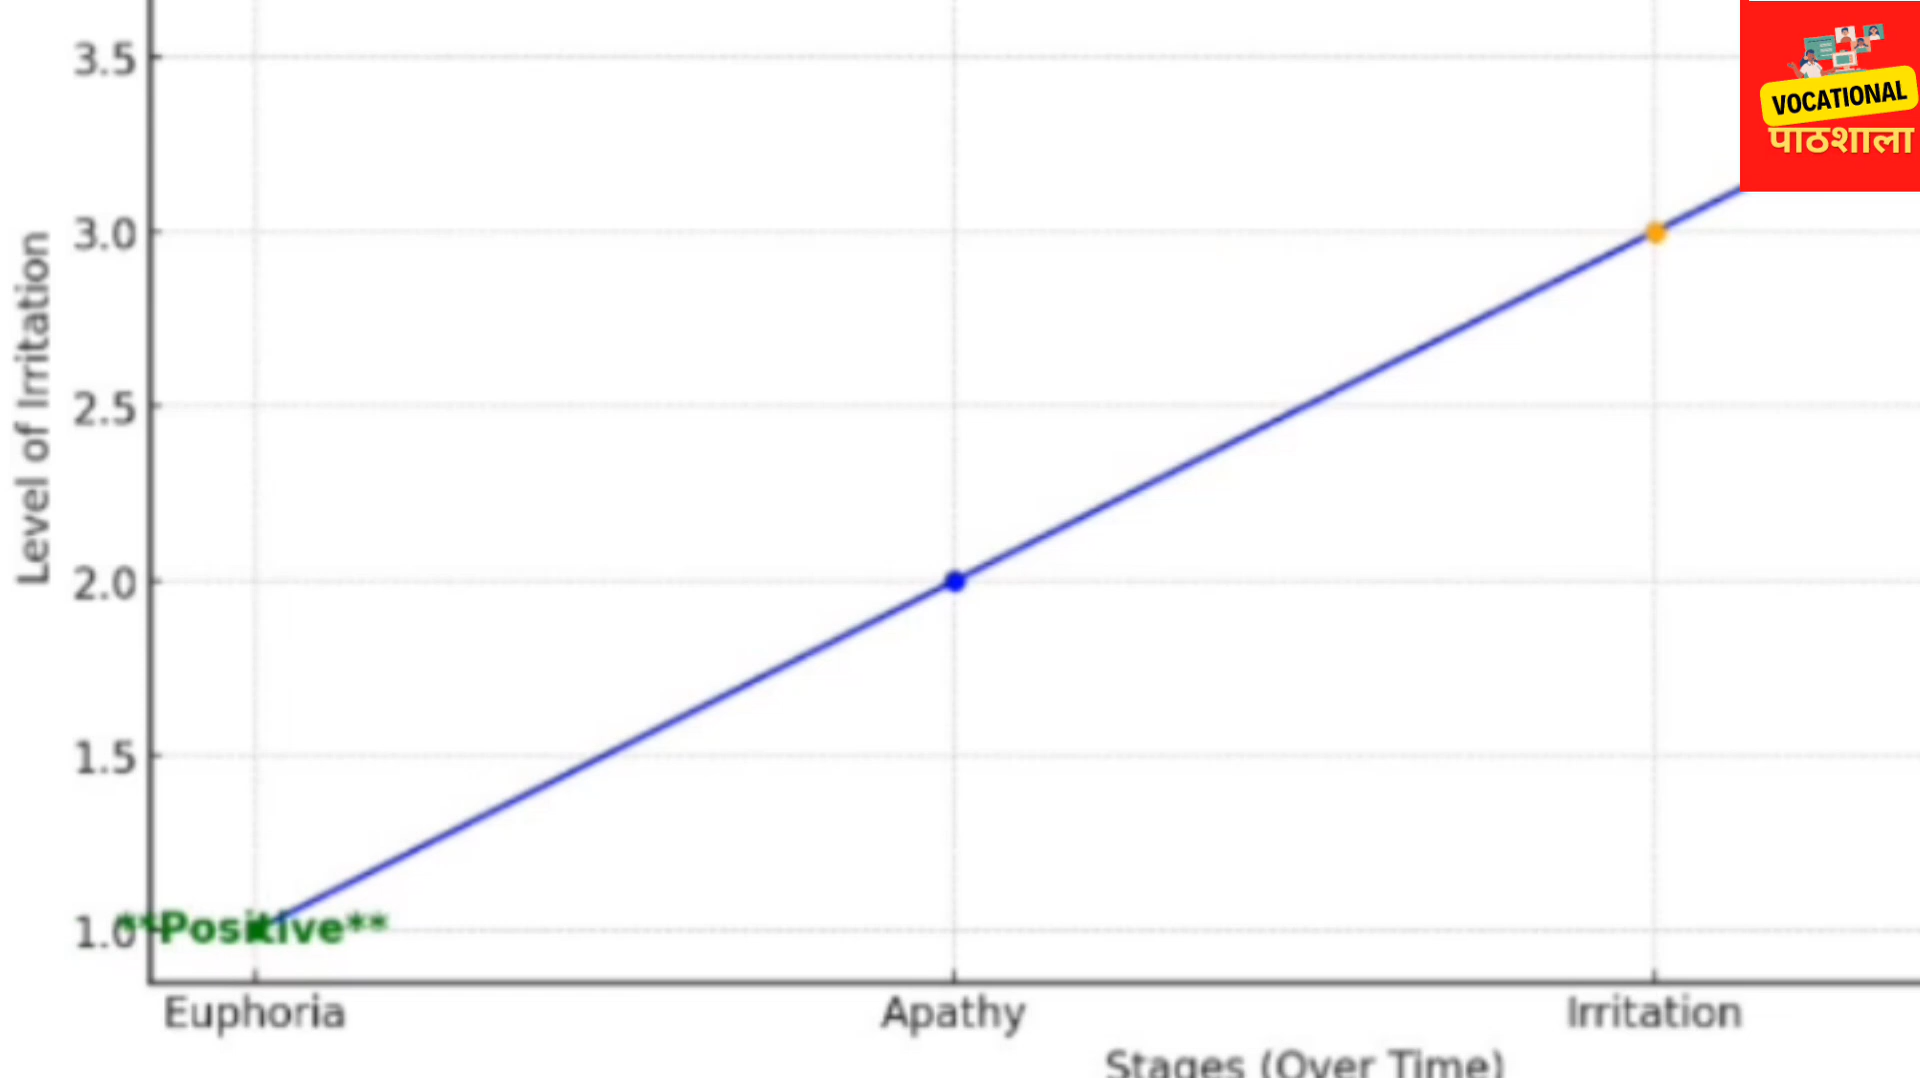 3.5
3.0
2.5
2.0
1.5
1.0
Level of Irritation
**Positive**
Euphoria
Apathy
Irritation
Stages (Over Time)
VOCATIONAL
पाठशाला